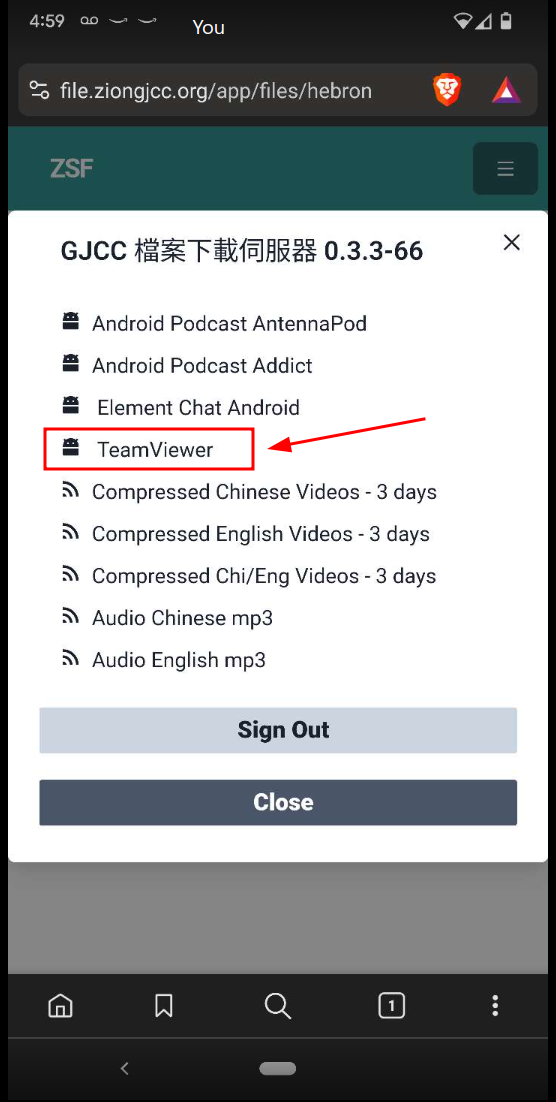 4:59
You
file.ziongjcc.org/app/files/hebron
ZSF
GJCC 檔案下載伺服器 0.3.3-66
Android Podcast AntennaPod
Android Podcast Addict
Element Chat Android
TeamViewer
Compressed Chinese Videos - 3 days
Compressed English Videos - 3 days
Compressed Chi/Eng Videos - 3 days
Audio Chinese mp3
Audio English mp3
Sign Out
Close
1